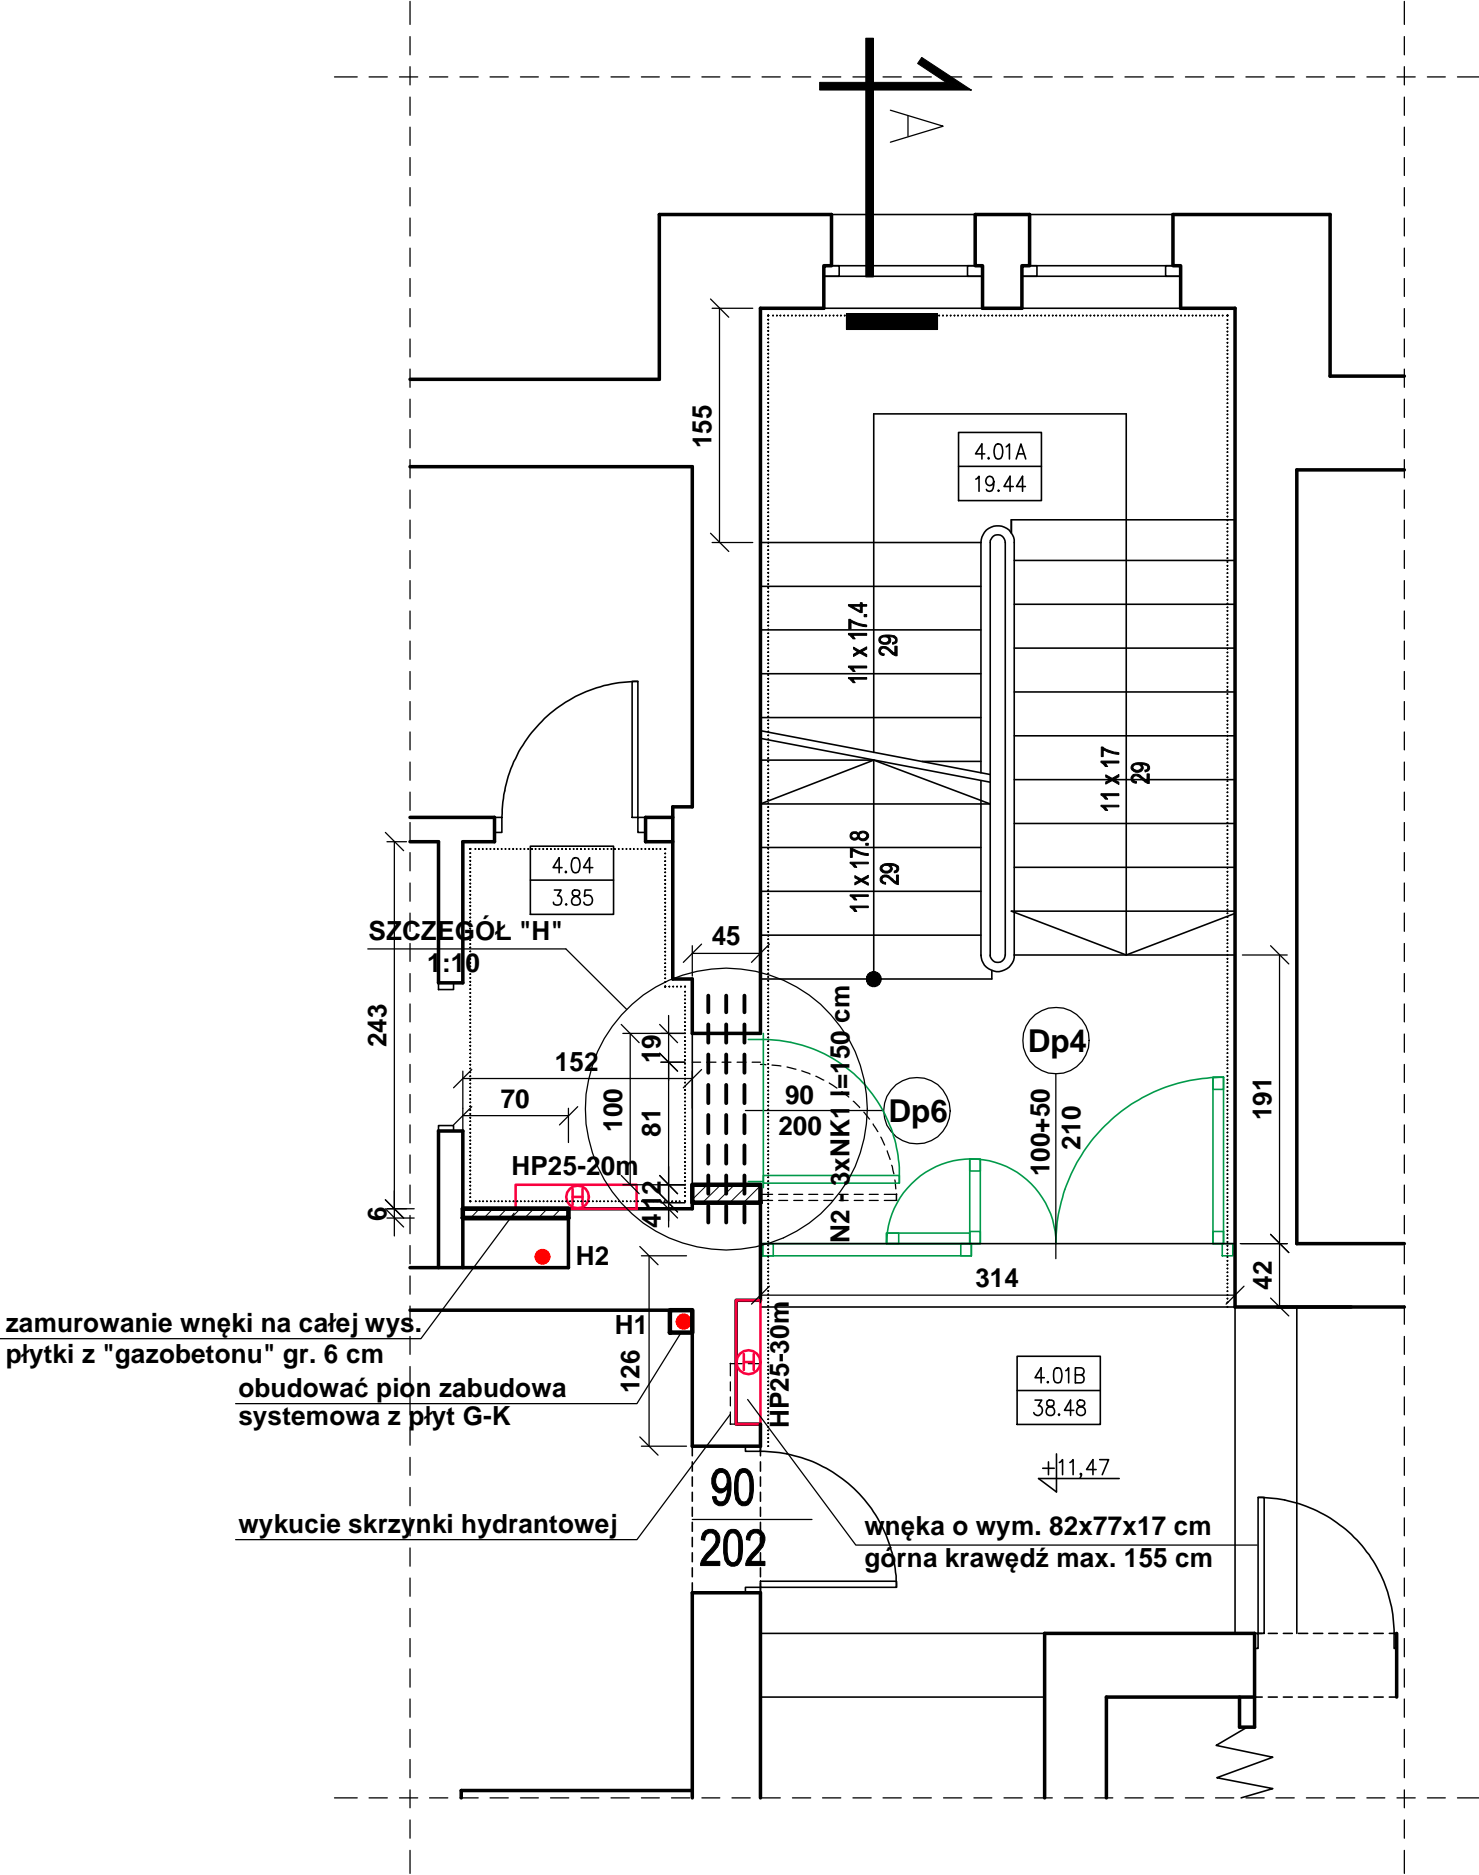 A
155
4.01A
19.44
11 x 17.4
29
11 x 17
29
11 x 17.8
29
4.04
3.85
SZCZEGÓŁ "H"
1:10
45
243
152
70
100
19
81
12
4
6
HP25-20m
90
200
Dp6
N2 - 3xNK1 l=150 cm
Dp4
100+50
210
191
42
314
H2
H1
126
HP25-30m
zamurowanie wnęki na całej wys.
płytki z "gazobetonu" gr. 6 cm
obudować pion zabudowa
systemowa z płyt G-K
wykucie skrzynki hydrantowej
90
202
4.01B
38.48
+11,47
wnęka o wym. 82x77x17 cm
górna krawędź max. 155 cm
H
H